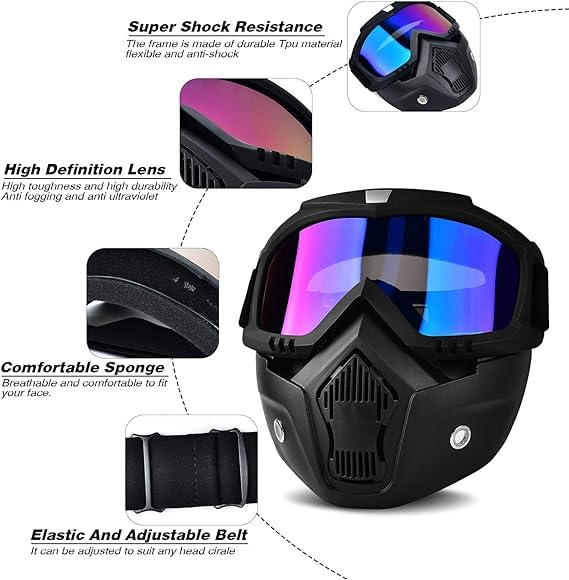 Super Shock Resistance
The frame is made of durable Tpu material
flexible and anti-shock
High Definition Lens
High toughness and high durability
Anti fogging and anti ultraviolet
Comfortable Sponge
Breathable and comfortable to fit
your face.
Elastic And Adjustable Belt
It can be adjusted to suit any head cirale